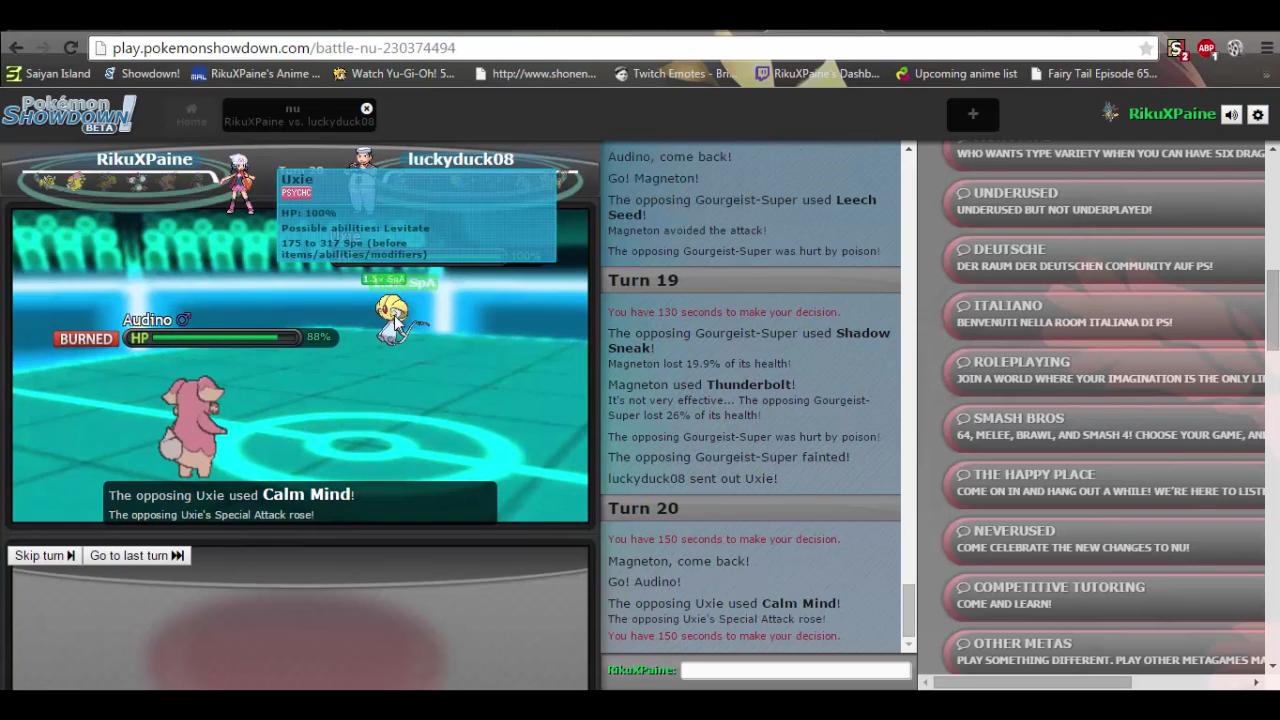 play.pokemonshowdown.com/battle-nu-230374494
Saiyan Island
Showdown!
RikuXPaine's Anime ...
Watch Yu-Gi-Oh! 5...
http://www.shonen...
Twitch Emotes - Bri...
RikuXPaine's Dashb...
Upcoming anime list
Fairy Tail Episode 65...
»
S 2
ABP 1
Pokémon
SHOWDOWN!
BETA
Home
nu
RikuXPaine vs. luckyduck08
+
RikuXPaine
RikuXPaine
luckyduck08
Turn 20
Uxie
PSYCHC
HP: 100%
Possible abilities: Levitate
175 to 317 Spe (before
items/abilities/modifiers)
100%
1.5× SpA
Audino ♂
BURNED
HP
88%
The opposing Uxie used Calm Mind!
The opposing Uxie's Special Attack rose!
Skip turn
Go to last turn
Audino, come back!
Go! Magneton!
The opposing Gourgeist-Super used Leech
Seed!
Magneton avoided the attack!
The opposing Gourgeist-Super was hurt by poison!
Turn 19
You have 130 seconds to make your decision.
The opposing Gourgeist-Super used Shadow
Sneak!
Magneton lost 19.9% of its health!
Magneton used Thunderbolt!
It's not very effective... The opposing Gourgeist-
Super lost 26% of its health!
The opposing Gourgeist-Super was hurt by poison!
The opposing Gourgeist-Super fainted!
luckyduck08 sent out Uxie!
Turn 20
You have 150 seconds to make your decision.
Magneton, come back!
Go! Audino!
The opposing Uxie used Calm Mind!
The opposing Uxie's Special Attack rose!
You have 150 seconds to make your decision.
RikuXPaine:
WHO WANTS TYPE VARIETY WHEN YOU CAN HAVE SIX DRAG
UNDERUSED
UNDERUSED BUT NOT UNDERPLAYED!
DEUTSCHE
DER RAUM DER DEUTSCHEN COMMUNITY AUF PS!
ITALIANO
BENVENUTI NELLA ROOM ITALIANA DI PS!
ROLEPLAYING
JOIN A WORLD WHERE YOUR IMAGINATION IS THE ONLY LI
SMASH BROS
64, MELEE, BRAWL, AND SMASH 4! CHOOSE YOUR GAME, AND
THE HAPPY PLACE
COME ON IN AND HANG OUT A WHILE! WE'RE HERE TO LIST
NEVERUSED
COME CELEBRATE THE NEW CHANGES TO NU!
COMPETITIVE TUTORING
COME AND LEARN!
OTHER METAS
PLAY SOMETHING DIFFERENT. PLAY OTHER METAGAMES MA